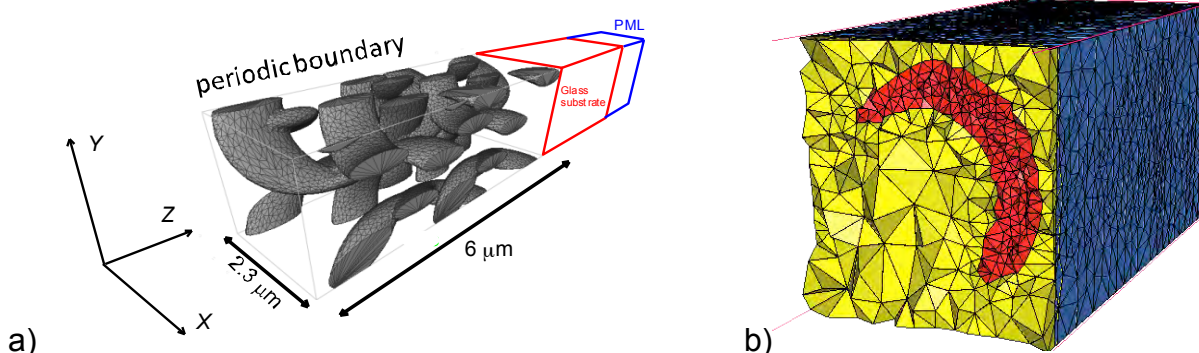 periodic boundary
PML
Glass
substrate
Y
Z
X
2.3 μm
6 μm
a)
b)